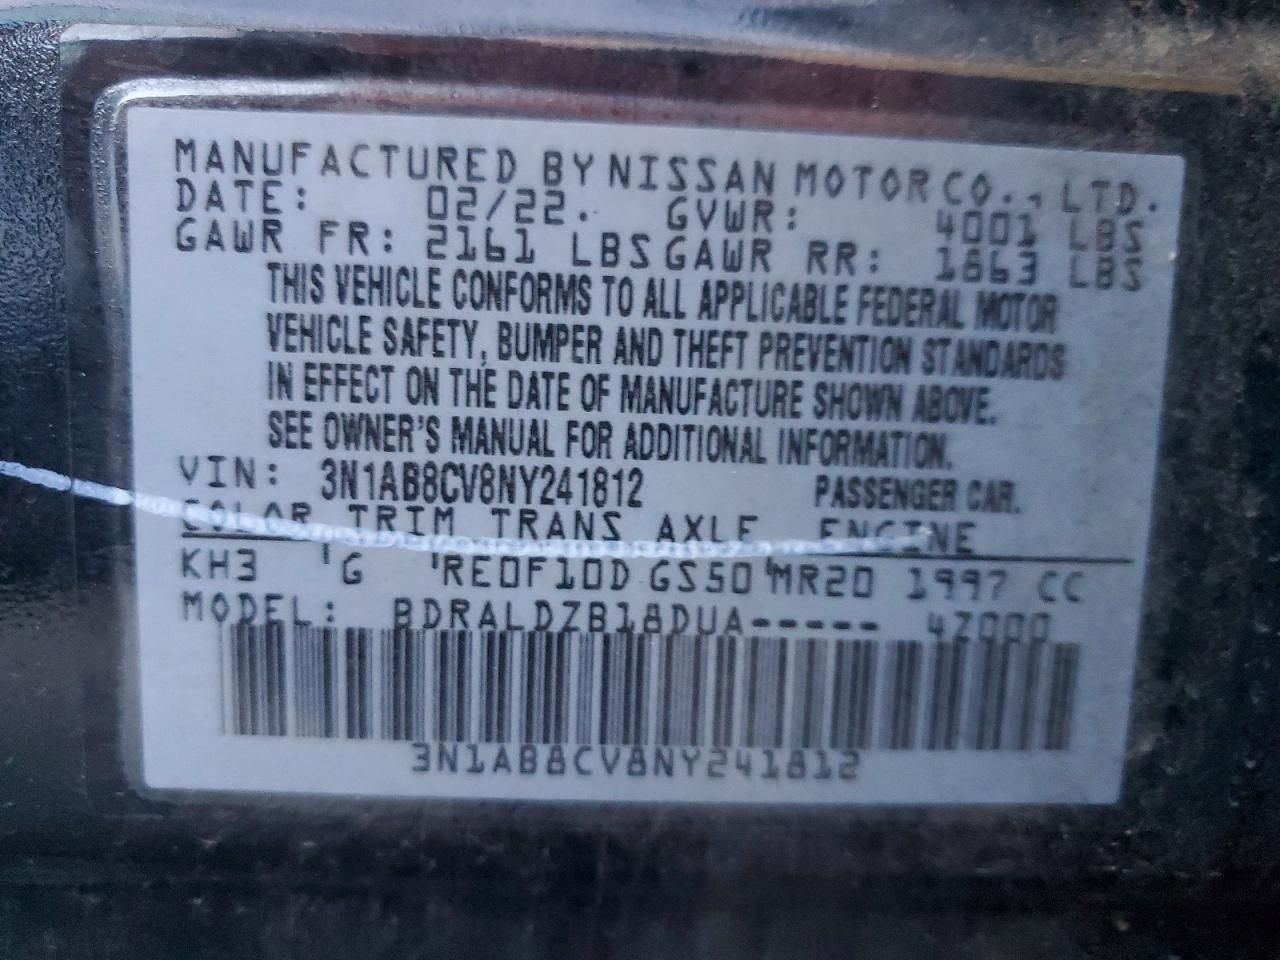 MANUFACTURED BY NISSAN MOTOR CO., LTD.
DATE: 02/22. GVWR: 4001 LBS
GAWR FR: 2161 LBS GAWR RR: 1863 LBS
THIS VEHICLE CONFORMS TO ALL APPLICABLE FEDERAL MOTOR
VEHICLE SAFETY, BUMPER AND THEFT PREVENTION STANDARDS
IN EFFECT ON THE DATE OF MANUFACTURE SHOWN ABOVE.
SEE OWNER'S MANUAL FOR ADDITIONAL INFORMATION.
VIN: 3N1AB8CV8NY241812 PASSENGER CAR.
COLOR TRIM TRANS AXLE ENGINE
KH3 'G 'RE0F10D GS50 'MR20 1997 CC
MODEL: BDRALDZB18DUA----- 4Z000
3N1AB8CV8NY241812